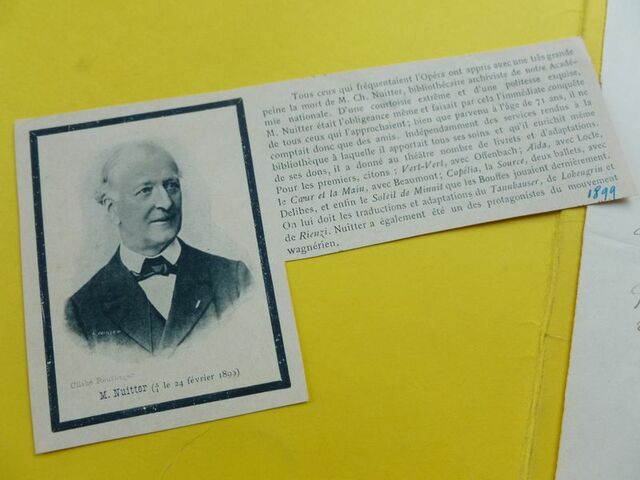 Tous ceux qui fréquentaient l'Opéra ont appris avec une très grande
peine la mort de M. Ch. Nuitter, bibliothécaire archiviste de notre Acadé-
mie nationale. D'une courtoisie extrême et d'une politesse exquise,
M. Nuitter était l'obligeance même et faisait par cela l'immédiate conquête
de tous ceux qui l'approchaient; bien que parvenu à l'âge de 71 ans, il ne
comptait donc que des amis. Indépendamment des services rendus à la
bibliothèque à laquelle il apportait tous ses soins et qu'il enrichit même
de ses dons, il a donné au théâtre nombre de livrets et d'adaptations.
Pour les premiers, citons : Vert-Vert, avec Offenbach; Aïda, avec Locle,
le Cœur et la Main, avec Beaumont; Copélia, la Source, deux ballets, avec
Delibes, et enfin le Soleil de Minuit que les Bouffes jouaient dernièrement.
On lui doit les traductions et adaptations du Tannhauser, de Lohengrin et
de Rienzi. Nuitter a également été un des protagonistes du mouvement
wagnérien.
1899
Cliché Reutlinger
M. Nuitter († le 24 février 1899)